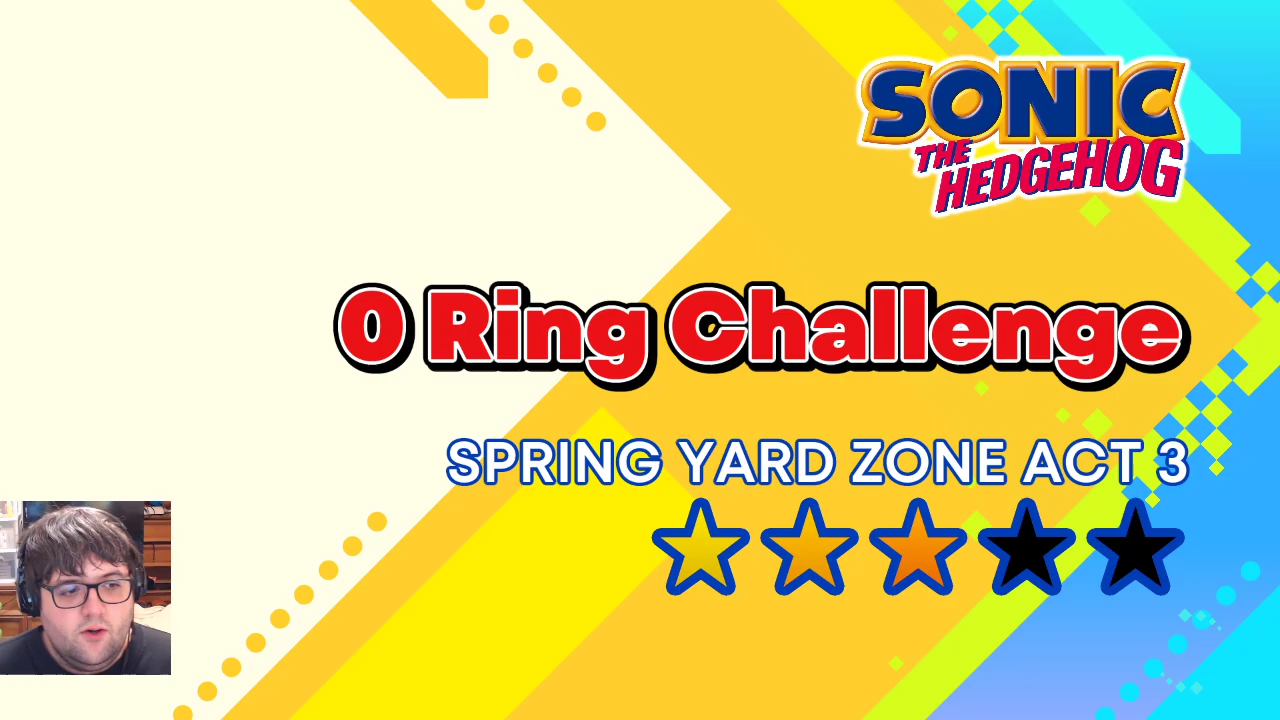 SONIC
THE
HEDGEHOG
0 Ring Challenge
SPRING YARD ZONE ACT 3